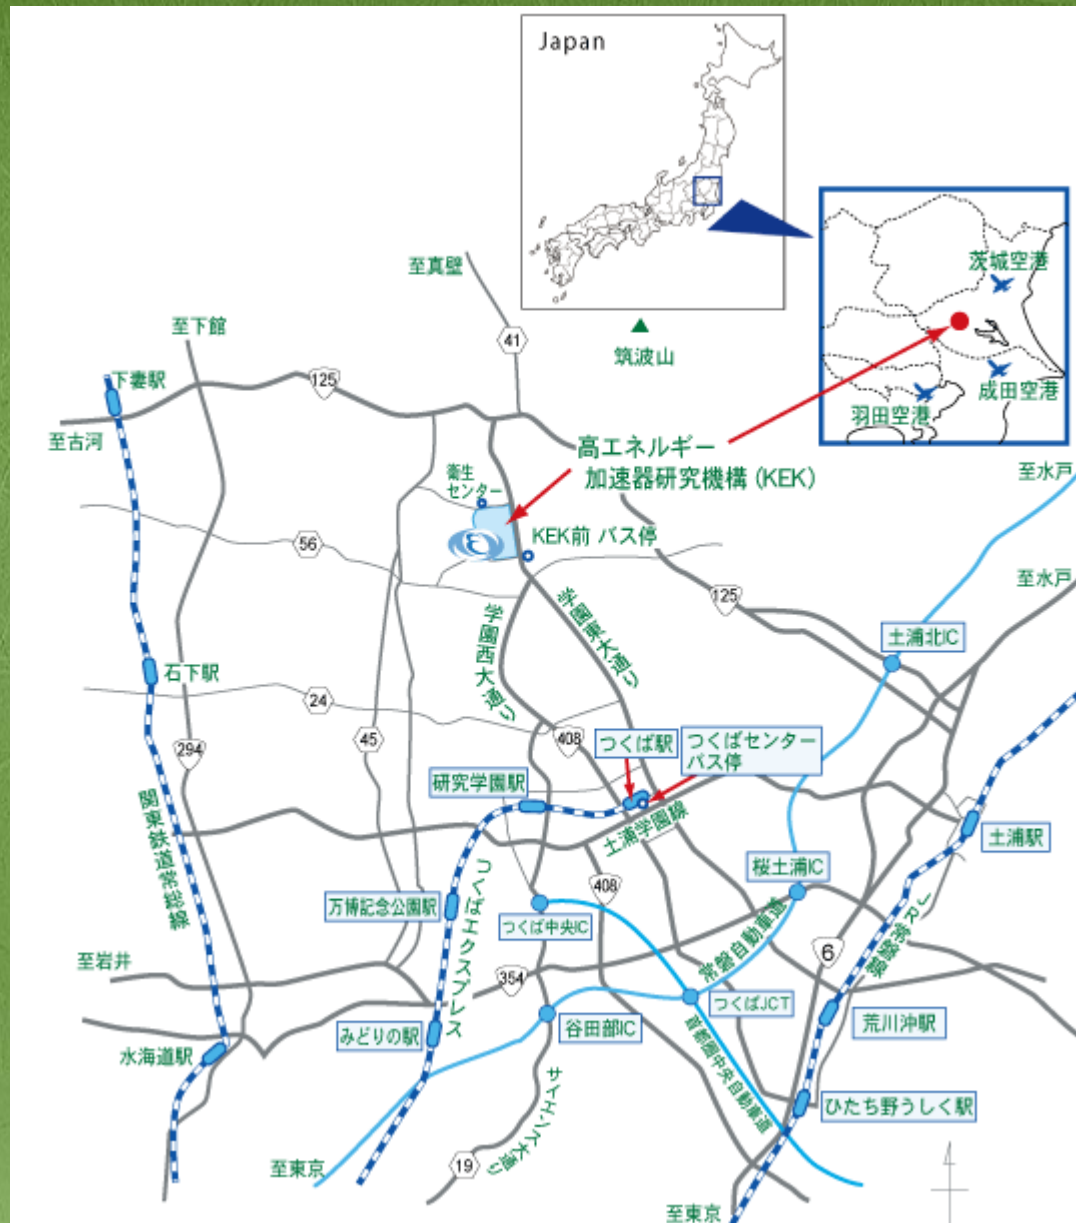 Japan
茨城空港
成田空港
羽田空港
筑波山
至真壁
41
至下館
125
下妻駅
至古河
高エネルギー
加速器研究機構 (KEK)
至水戸
衛生
センター
KEK前 バス停
56
125
至水戸
学園西大通り
学園東大通り
土浦北IC
石下駅
24
45
294
408
つくば駅
つくばセンター
バス停
研究学園駅
土浦学園線
土浦駅
関東鉄道常総線
桜土浦IC
408
万博記念公園駅
つくばエクスプレス
つくば中央IC
常磐自動車道
JR常磐線
6
至岩井
354
つくばJCT
みどりの駅
谷田部IC
荒川沖駅
水海道駅
首都圏中央自動車道
サイエンス大通り
ひたち野うしく駅
19
至東京
至東京